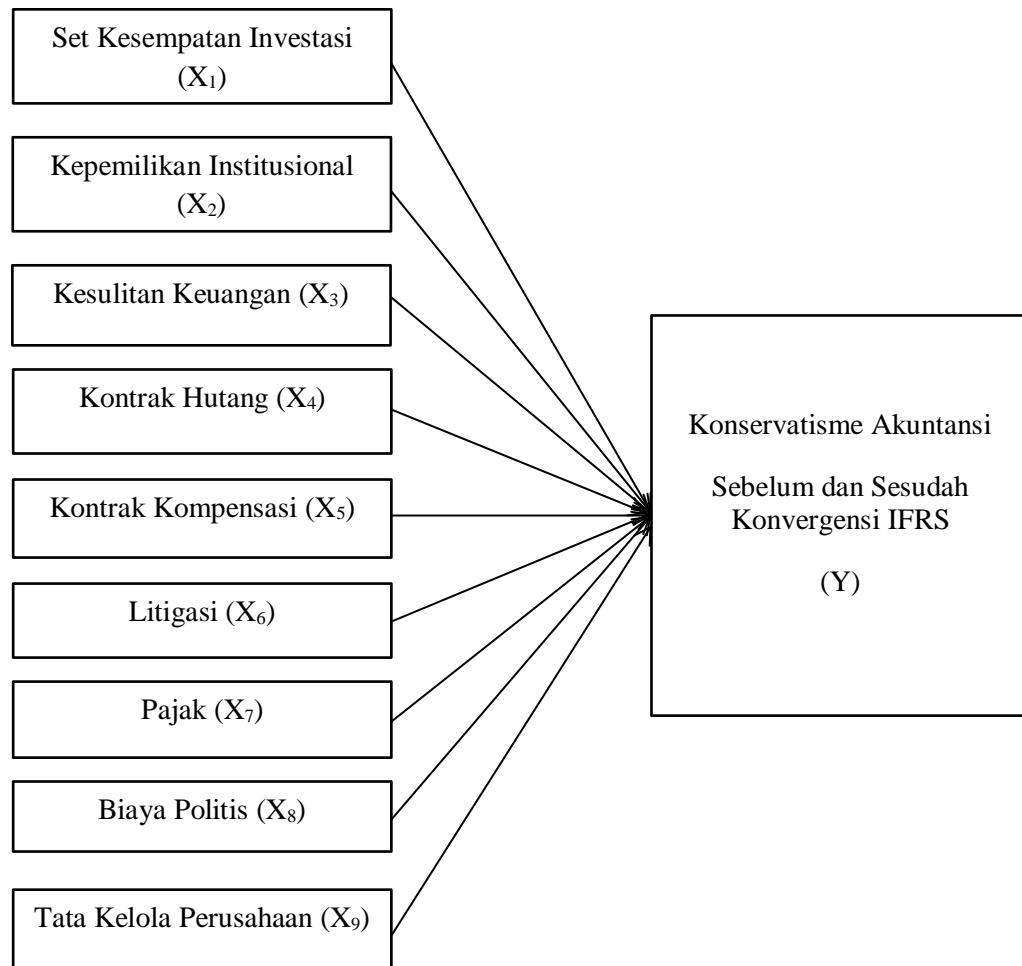 Set Kesempatan Investasi
(X₁)
Kepemilikan Institusional
(X₂)
Kesulitan Keuangan (X₃)
Kontrak Hutang (X₄)
Kontrak Kompensasi (X₅)
Litigasi (X₆)
Pajak (X₇)
Biaya Politis (X₈)
Tata Kelola Perusahaan (X₉)
Konservatisme Akuntansi
Sebelum dan Sesudah
Konvergensi IFRS
(Y)